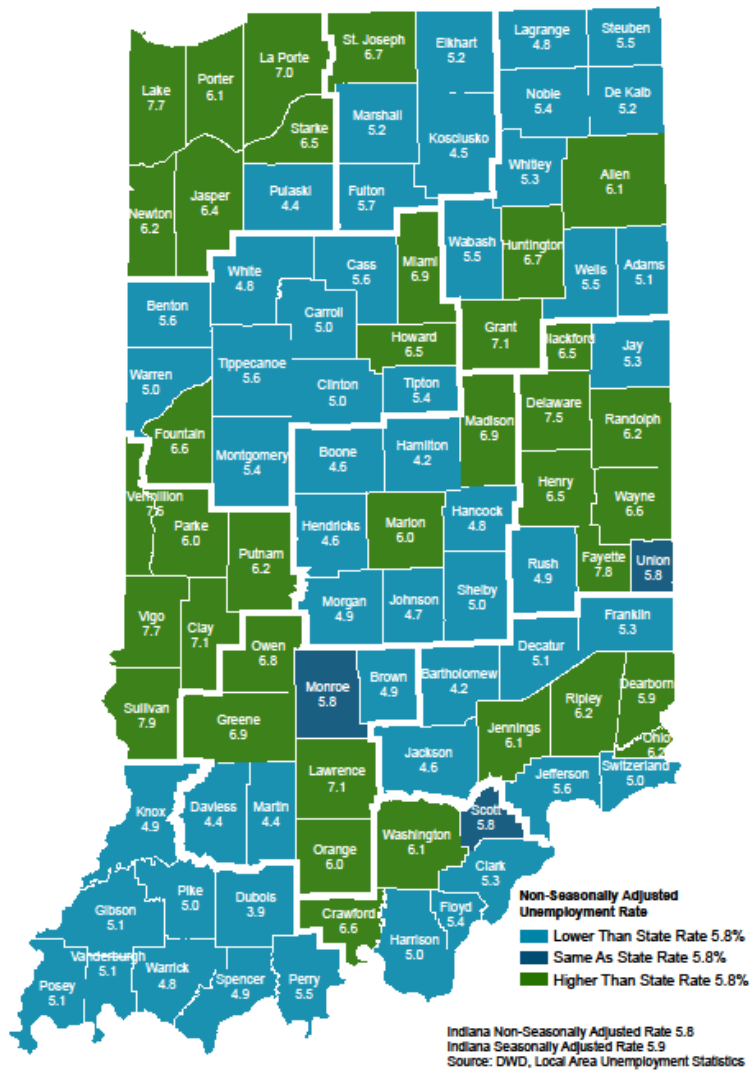 St. Joseph
6.7
La Porte
7.0
Elkhart
5.2
Lagrange
4.8
Steuben
5.5
Lake
7.7
Porter
6.1
Noble
5.4
De Kalb
5.2
Marshall
5.2
Starke
6.5
Kosciusko
4.5
Whitley
5.3
Allen
6.1
Newton
6.2
Jasper
6.4
Pulaski
4.4
Fulton
5.7
Wabash
5.5
Huntington
6.7
Miami
6.9
White
4.8
Cass
5.6
Wells
5.5
Adams
5.1
Benton
5.6
Carroll
5.0
Grant
7.1
Howard
6.5
Blackford
6.5
Jay
5.3
Warren
5.0
Tippecanoe
5.6
Clinton
5.0
Tipton
5.4
Delaware
7.5
Randolph
6.2
Madison
6.9
Fountain
6.6
Montgomery
5.4
Boone
4.6
Hamilton
4.2
Henry
6.5
Wayne
6.6
Vermillion
7.6
Parke
6.0
Hendricks
4.6
Marion
6.0
Hancock
4.8
Putnam
6.2
Rush
4.9
Fayette
7.8
Union
5.8
Morgan
4.9
Johnson
4.7
Shelby
5.0
Vigo
7.7
Clay
7.1
Franklin
5.3
Owen
6.8
Decatur
5.1
Monroe
5.8
Brown
4.9
Bartholomew
4.2
Dearborn
5.9
Ripley
6.2
Sullivan
7.9
Greene
6.9
Jennings
6.1
Ohio
6.2
Jackson
4.6
Switzerland
5.0
Jefferson
5.6
Lawrence
7.1
Knox
4.9
Daviess
4.4
Martin
4.4
Scott
5.8
Washington
6.1
Orange
6.0
Clark
5.3
Pike
5.0
Dubois
3.9
Gibson
5.1
Crawford
6.6
Floyd
5.4
Harrison
5.0
Vanderburgh
5.1
Warrick
4.8
Spencer
4.9
Perry
5.5
Posey
5.1
Non-Seasonally Adjusted
Unemployment Rate
Lower Than State Rate 5.8%
Same As State Rate 5.8%
Higher Than State Rate 5.8%
Indiana Non-Seasonally Adjusted Rate 5.8
Indiana Seasonally Adjusted Rate 5.9
Source: DWD, Local Area Unemployment Statistics